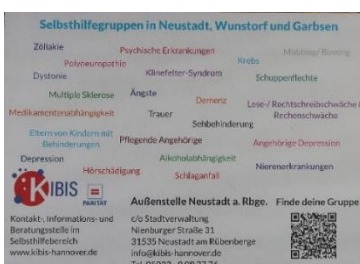 Selbsthilfegruppen in Neustadt, Wunstorf und Garbsen
Zöliakie
Psychische Erkrankungen
Mobbing/
Polyneuropathie
Krebs
Dystonie
Klinefelter-Syndrom
Schuppenflechte
Multiple Sklerose
Ängste
Demenz
Lese-/ Rechtschreibschwäche
Medikamentenabhängigkeit
Trauer
Rechenschwäche
Sehbehinderung
Eltern von Kindern mit
Behinderungen
Pflegende Angehörige
Angehörige Depression
Depression
Alkoholabhängigkeit
Nierenerkrankungen
Hörschädigung
Schlaganfall
KIBIS
PARITÄT
Außenstelle Neustadt a. Rbge.
Finde deine Gruppe
Kontakt-, Informations- und
Beratungsstelle im
Selbsthilfebereich
www.kibis-hannover.de
c/o Stadtverwaltung
Nienburger Straße 31
31535 Neustadt am Rübenberge
info@kibis-hannover.de